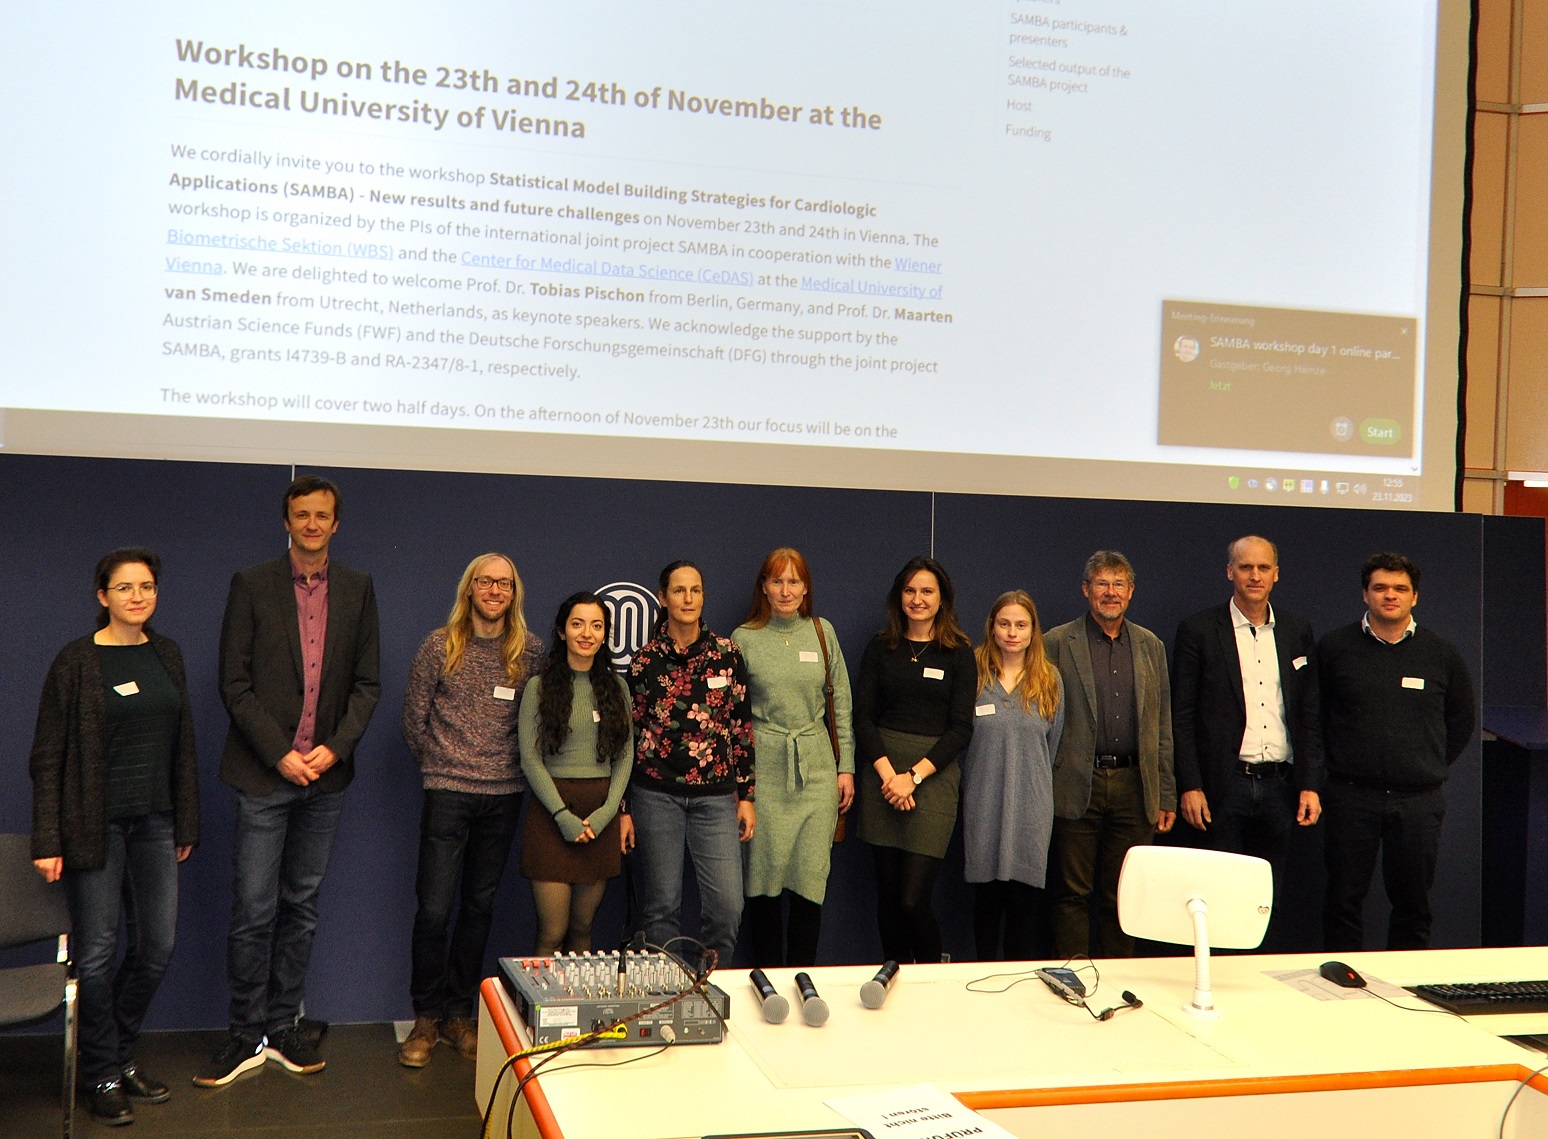 SAMBA participants &
presenters
Selected output of the
SAMBA project
Host
Funding
Workshop on the 23th and 24th of November at the
Medical University of Vienna
We cordially invite you to the workshop Statistical Model Building Strategies for Cardiologic
Applications (SAMBA) - New results and future challenges on November 23th and 24th in Vienna. The
workshop is organized by the PIs of the international joint project SAMBA in cooperation with the Wiener
Biometrische Sektion (WBS) and the Center for Medical Data Science (CeDAS) at the Medical University of
Vienna. We are delighted to welcome Prof. Dr. Tobias Pischon from Berlin, Germany, and Prof. Dr. Maarten
van Smeden from Utrecht, Netherlands, as keynote speakers. We acknowledge the support by the
Austrian Science Funds (FWF) and the Deutsche Forschungsgemeinschaft (DFG) through the joint project
SAMBA, grants I4739-B and RA-2347/8-1, respectively.
The workshop will cover two half days. On the afternoon of November 23th our focus will be on the
Meeting-Erinnerung
SAMBA workshop day 1 online par...
Gastgeber: Georg Heinze
Jetzt
Start
12:55
23.11.2023
Bitte nicht
stören!